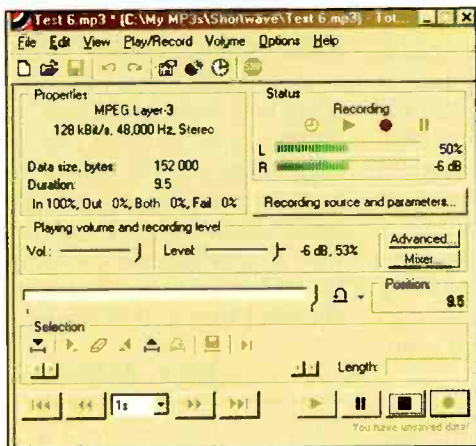 Test 6.mp3 * {C:\My MP3s\Shortwave\Test 6.mp3} - Tot...
File Edit View Play/Record Volume Options Help
Properties
MPEG Layer-3
128 kBit/s, 48,000 Hz, Stereo
Data size, bytes: 152 000
Duration: 9.5
In 100%, Out 0%, Both 0%, Fail 0%
Status
Recording
L 50%
R -6 dB
Recording source and parameters...
Playing volume and recording level
Vol.: Level: -6 dB, 53%
Advanced...
Mixer...
Position:
9.5
Selection
Length:
1s
You have unsaved data!